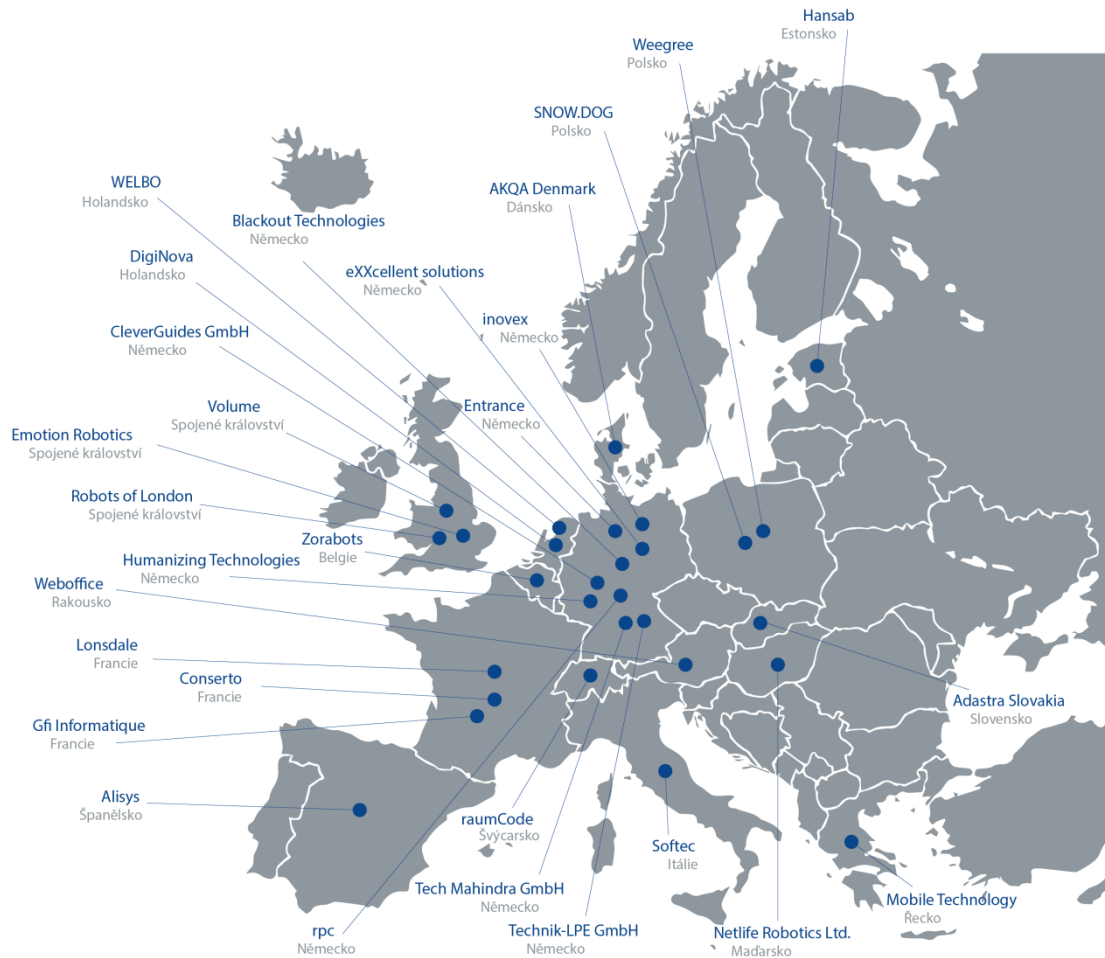 Hansab
Estonsko
Weegree
Polsko
SNOW.DOG
Polsko
WELBO
Holandsko
AKQA Denmark
Dánsko
Blackout Technologies
Německo
DigiNova
Holandsko
eXXcellent solutions
Německo
inovex
Německo
CleverGuides GmbH
Německo
Volume
Spojené království
Entrance
Německo
Emotion Robotics
Spojené království
Robots of London
Spojené království
Zorabots
Belgie
Humanizing Technologies
Německo
Weboffice
Rakousko
Lonsdale
Francie
Conserto
Francie
Adastra Slovakia
Slovensko
Gfi Informatique
Francie
Alisys
Španělsko
raumCode
Švýcarsko
Softec
Itálie
Tech Mahindra GmbH
Německo
Mobile Technology
Řecko
rpc
Německo
Technik-LPE GmbH
Německo
Netlife Robotics Ltd.
Maďarsko